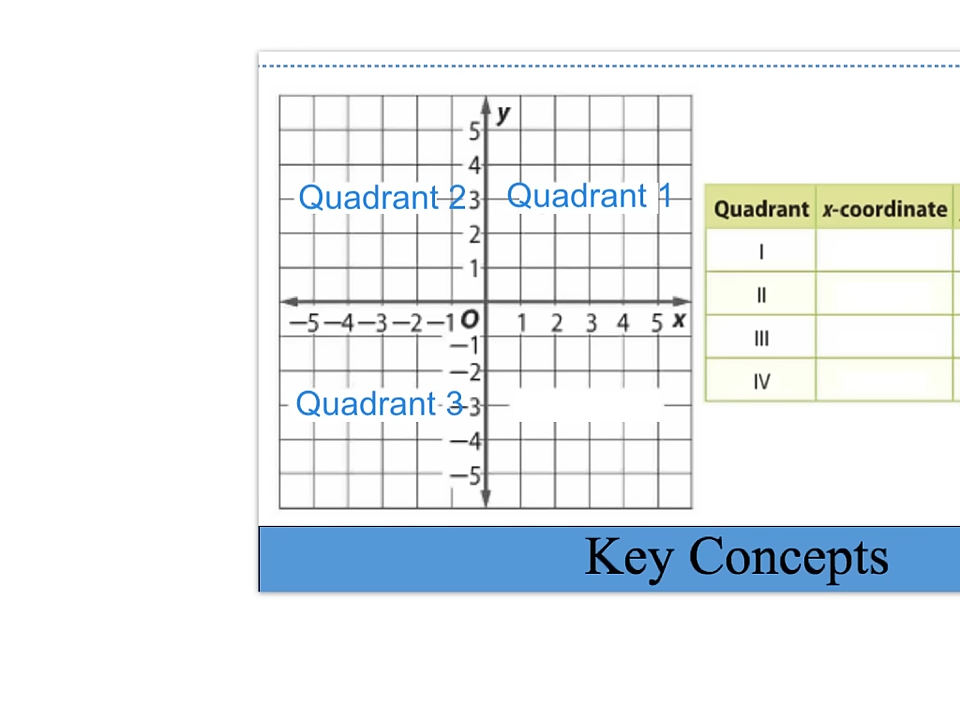 y
5
4
Quadrant 2 3 Quadrant 1
2
1
−5 −4 −3 −2 −1 O 1 2 3 4 5 x
−1
−2
Quadrant 3 −3
−4
−5
Quadrant x-coordinate
I
II
III
IV
Key Concepts